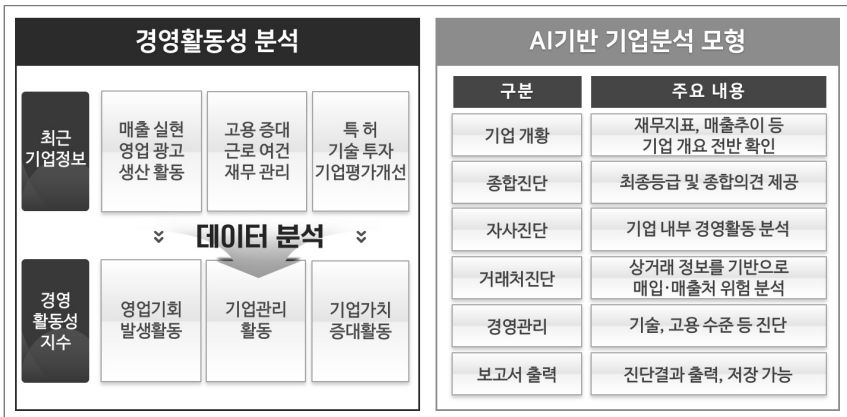 경영활동성 분석
최근
기업정보
매출 실현
영업 광고
생산 활동
고용 증대
근로 여건
재무 관리
특 허
기술 투자
기업평가개선
데이터 분석
경영
활동성
지수
영업기회
발생활동
기업관리
활동
기업가치
증대활동
AI기반 기업분석 모형
구분
주요 내용
기업 개황
재무지표, 매출추이 등
기업 개요 전반 확인
종합진단
최종등급 및 종합의견 제공
자사진단
기업 내부 경영활동 분석
거래처진단
상거래 정보를 기반으로
매입·매출처 위험 분석
경영관리
기술, 고용 수준 등 진단
보고서 출력
진단결과 출력, 저장 가능